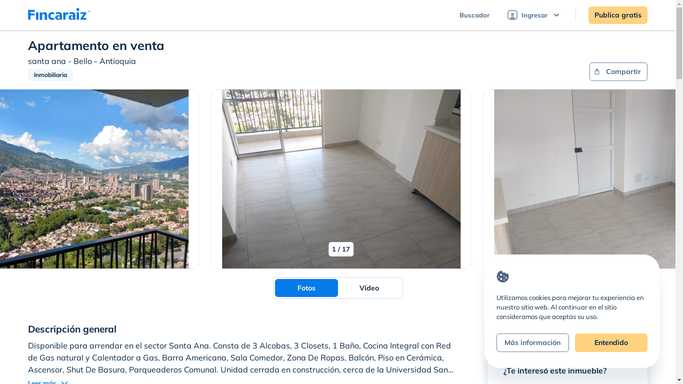 Fincaraiz
Buscador
Ingresar
Publica gratis
Apartamento en venta
santa ana - Bello - Antioquia
Inmobiliaria
Compartir
1 / 17
Fotos
Video
Utilizamos cookies para mejorar tu experiencia en
nuestro sitio web. Al continuar en el sitio
consideramos que aceptas su uso.
Más información
Entendido
Descripción general
Disponible para arrendar en el sector Santa Ana. Consta de 3 Alcobas, 3 Closets, 1 Baño, Cocina Integral con Red
de Gas natural y Calentador a Gas. Barra Americana, Sala Comedor, Zona De Ropas. Balcón, Piso en Cerámica,
Ascensor, Shut De Basura, Parqueaderos Comunal. Unidad cerrada en construcción, cerca de la Universidad San...
Leer más
¿Te interesó este inmueble?